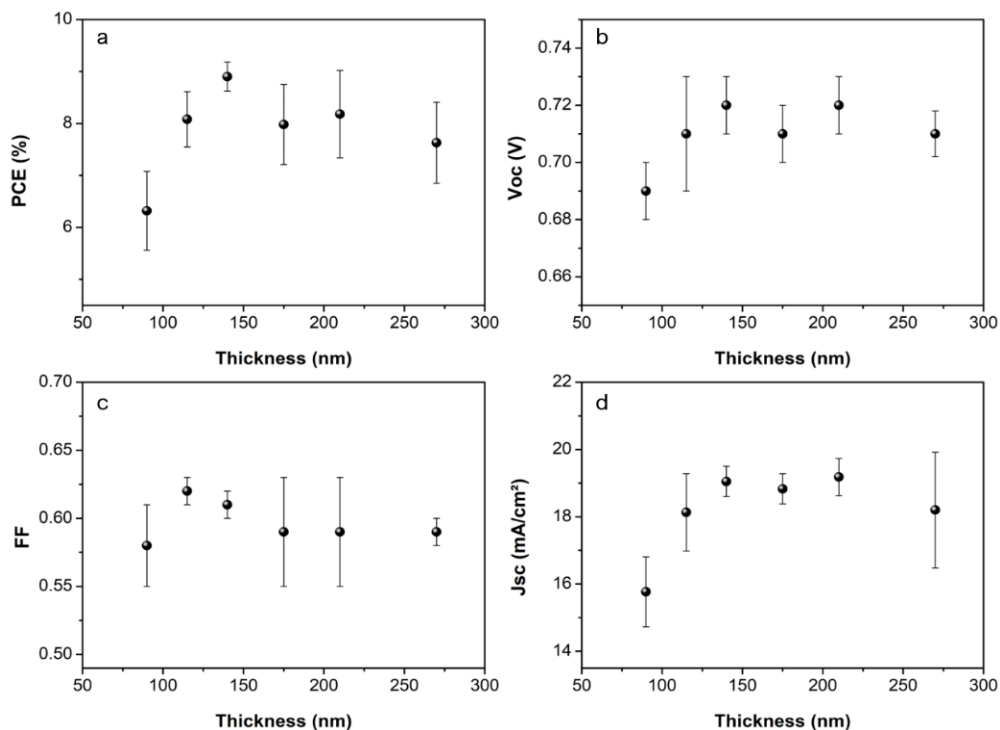 a
10
8
6
PCE (%)
50 100 150 200 250 300
Thickness (nm)
b
0.74
0.72
0.70
0.68
0.66
Voc (V)
50 100 150 200 250 300
Thickness (nm)
c
0.70
0.65
0.60
0.55
0.50
FF
50 100 150 200 250 300
Thickness (nm)
d
22
20
18
16
14
Jsc (mA/cm²)
50 100 150 200 250 300
Thickness (nm)